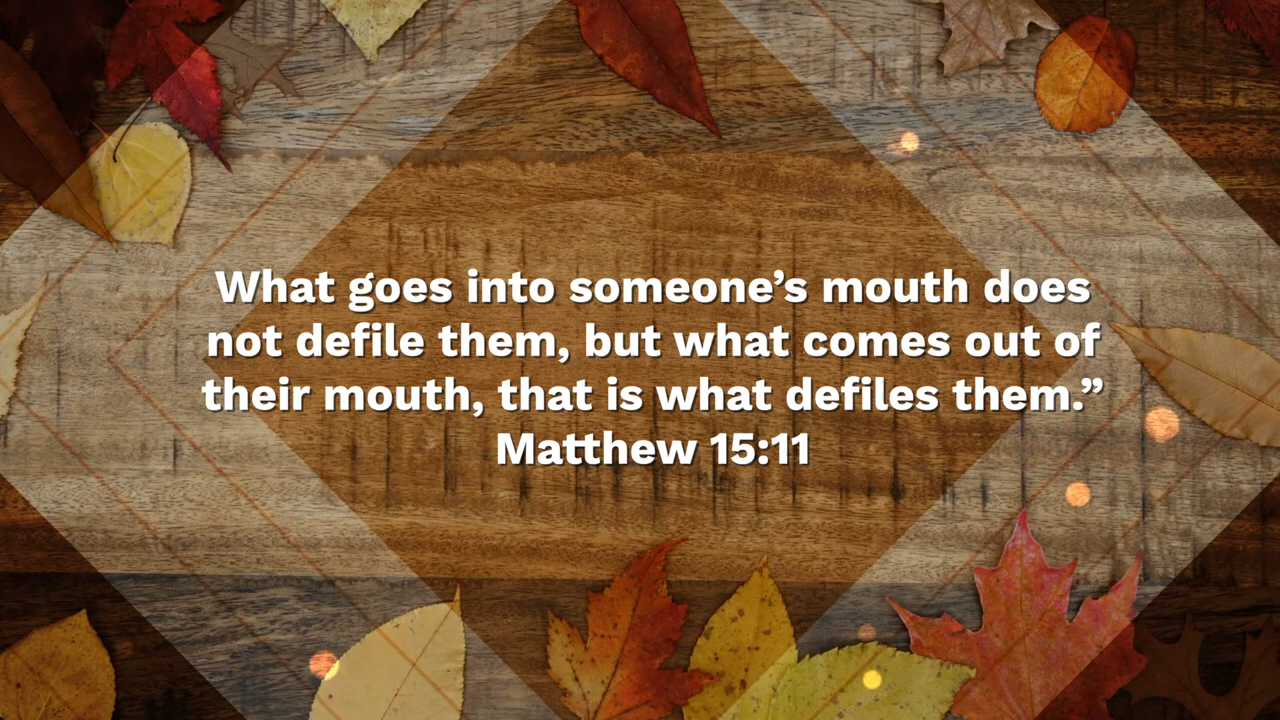 What goes into someone’s mouth does
not defile them, but what comes out of
their mouth, that is what defiles them.”
Matthew 15:11